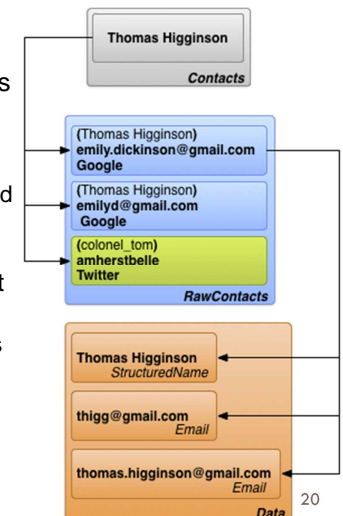 Thomas Higginson
Contacts
(Thomas Higginson)
emily.dickinson@gmail.com
Google
(Thomas Higginson)
emilyd@gmail.com
Google
(colonel_tom)
amherstbelle
Twitter
RawContacts
Thomas Higginson
StructuredName
thigg@gmail.com
Email
thomas.higginson@gmail.com
Email
Data
20